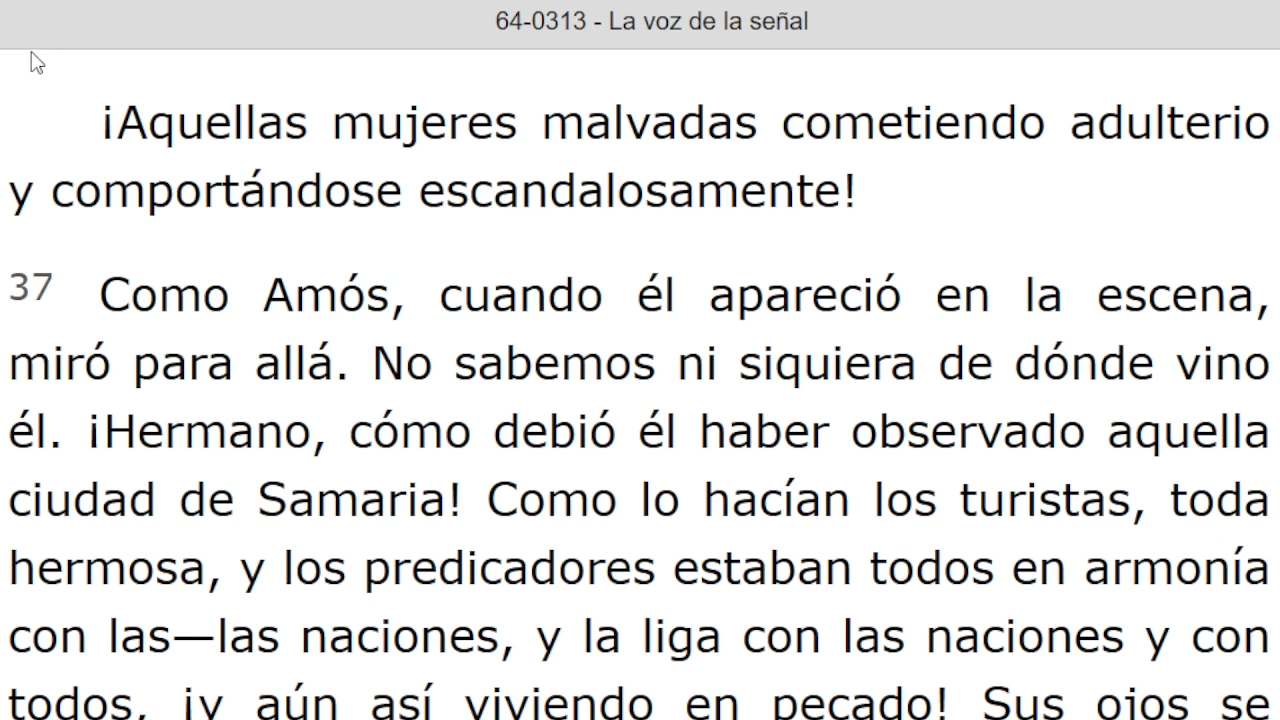 64-0313 - La voz de la señal
¡Aquellas mujeres malvadas cometiendo adulterio
y comportándose escandalosamente!
37 Como Amós, cuando él apareció en la escena,
miró para allá. No sabemos ni siquiera de dónde vino
él. ¡Hermano, cómo debió él haber observado aquella
ciudad de Samaria! Como lo hacían los turistas, toda
hermosa, y los predicadores estaban todos en armonía
con las—las naciones, y la liga con las naciones y con
todos, ¡y aún así viviendo en pecado! Sus ojos se